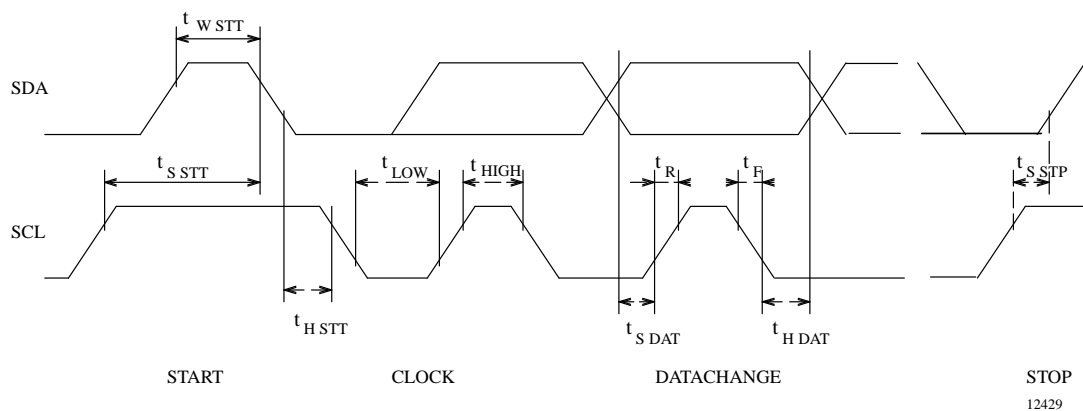 t W STT
SDA
t S STT
t LOW
t HIGH
t R
t F
t S STP
SCL
t H STT
t S DAT
t H DAT
START
CLOCK
DATACHANGE
STOP
12429